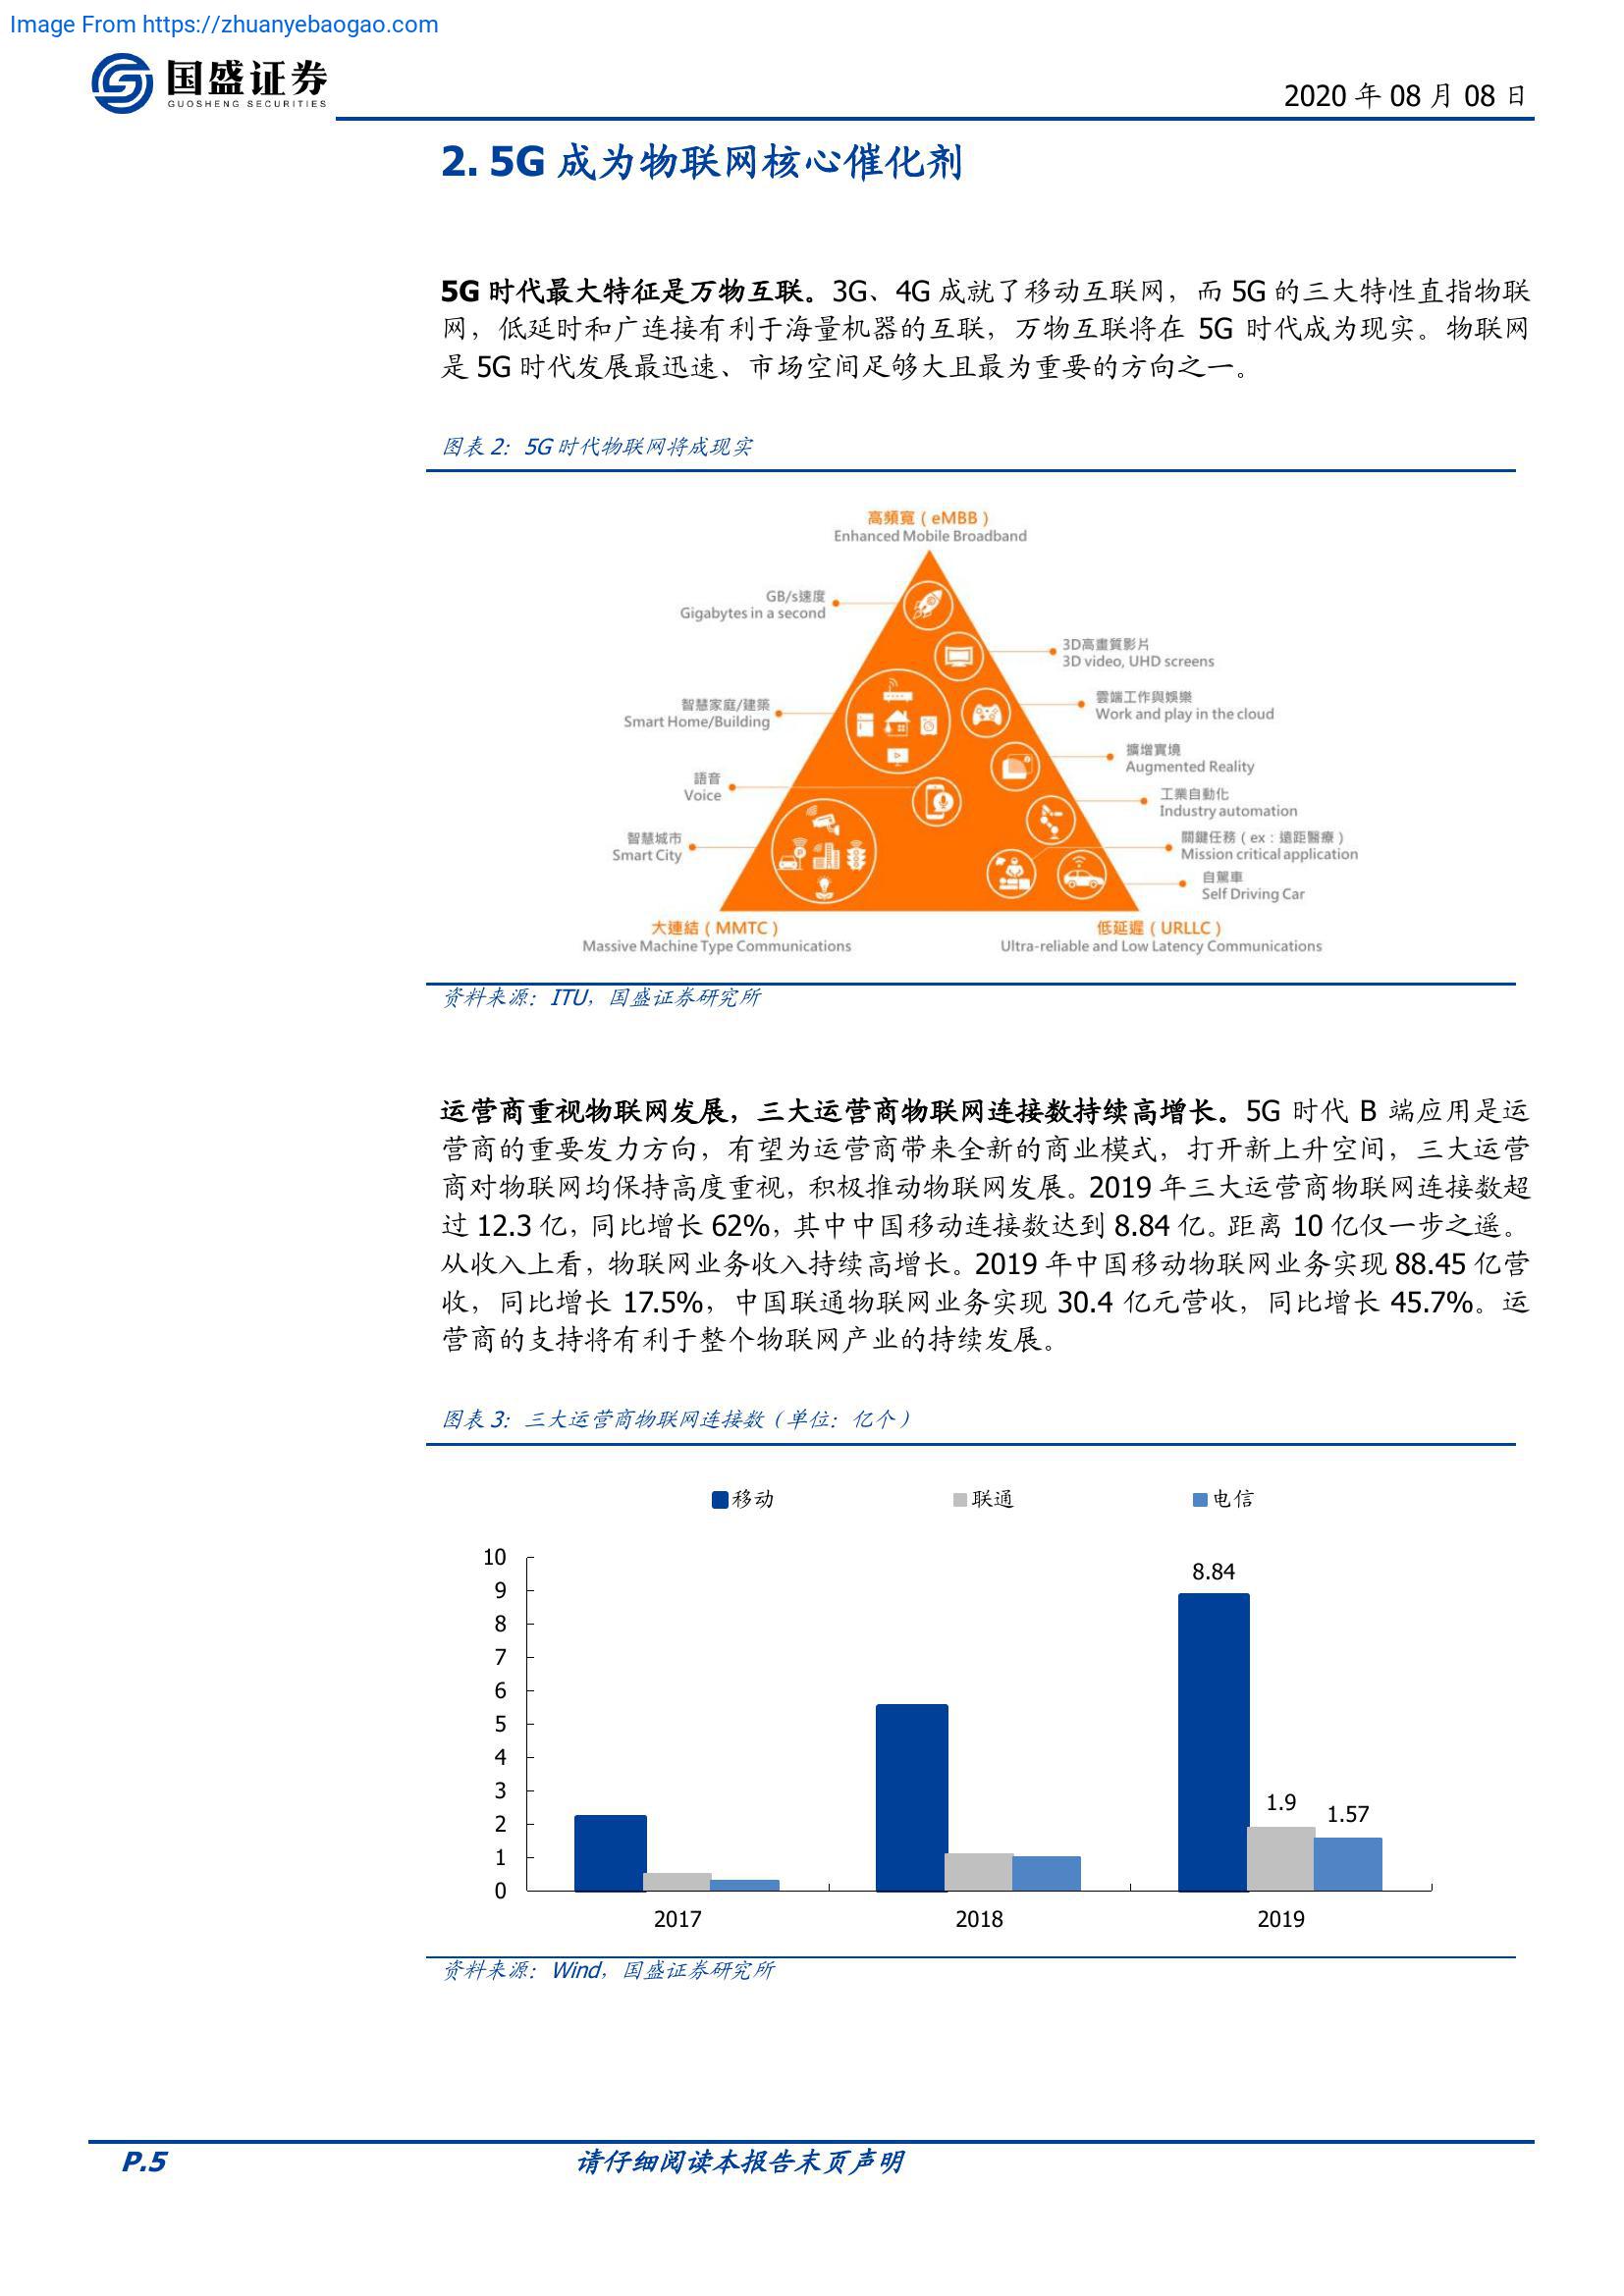 Image From https://zhuanyebaogao.com
国盛证券
GUOSHENG SECURITIES
2020 年 08 月 08 日
2. 5G 成为物联网核心催化剂
5G 时代最大特征是万物互联。3G、4G 成就了移动互联网，而 5G 的三大特性直指物联
网，低延时和广连接有利于海量机器的互联，万物互联将在 5G 时代成为现实。物联网
是 5G 时代发展最迅速、市场空间足够大且最为重要的方向之一。
图表 2：5G 时代物联网将成现实
高頻寬（eMBB）
Enhanced Mobile Broadband
GB/s速度
Gigabytes in a second
3D高畫質影片
3D video, UHD screens
智慧家庭/建築
Smart Home/Building
雲端工作與娛樂
Work and play in the cloud
擴增實境
Augmented Reality
語音
Voice
工業自動化
Industry automation
智慧城市
Smart City
關鍵任務（ex：遠距醫療）
Mission critical application
自駕車
Self Driving Car
大連結（MMTC）
Massive Machine Type Communications
低延遲（URLLC）
Ultra-reliable and Low Latency Communications
资料来源：ITU，国盛证券研究所
运营商重视物联网发展，三大运营商物联网连接数持续高增长。5G 时代 B 端应用是运
营商的重要发力方向，有望为运营商带来全新的商业模式，打开新上升空间，三大运营
商对物联网均保持高度重视，积极推动物联网发展。2019 年三大运营商物联网连接数超
过 12.3 亿，同比增长 62%，其中中国移动连接数达到 8.84 亿。距离 10 亿仅一步之遥。
从收入上看，物联网业务收入持续高增长。2019 年中国移动物联网业务实现 88.45 亿营
收，同比增长 17.5%，中国联通物联网业务实现 30.4 亿元营收，同比增长 45.7%。运
营商的支持将有利于整个物联网产业的持续发展。
图表 3：三大运营商物联网连接数（单位：亿个）
移动 联通 电信
10
9
8
7
6
5
4
3
2
1
0
8.84
1.9
1.57
2017 2018 2019
资料来源：Wind，国盛证券研究所
P.5 请仔细阅读本报告末页声明